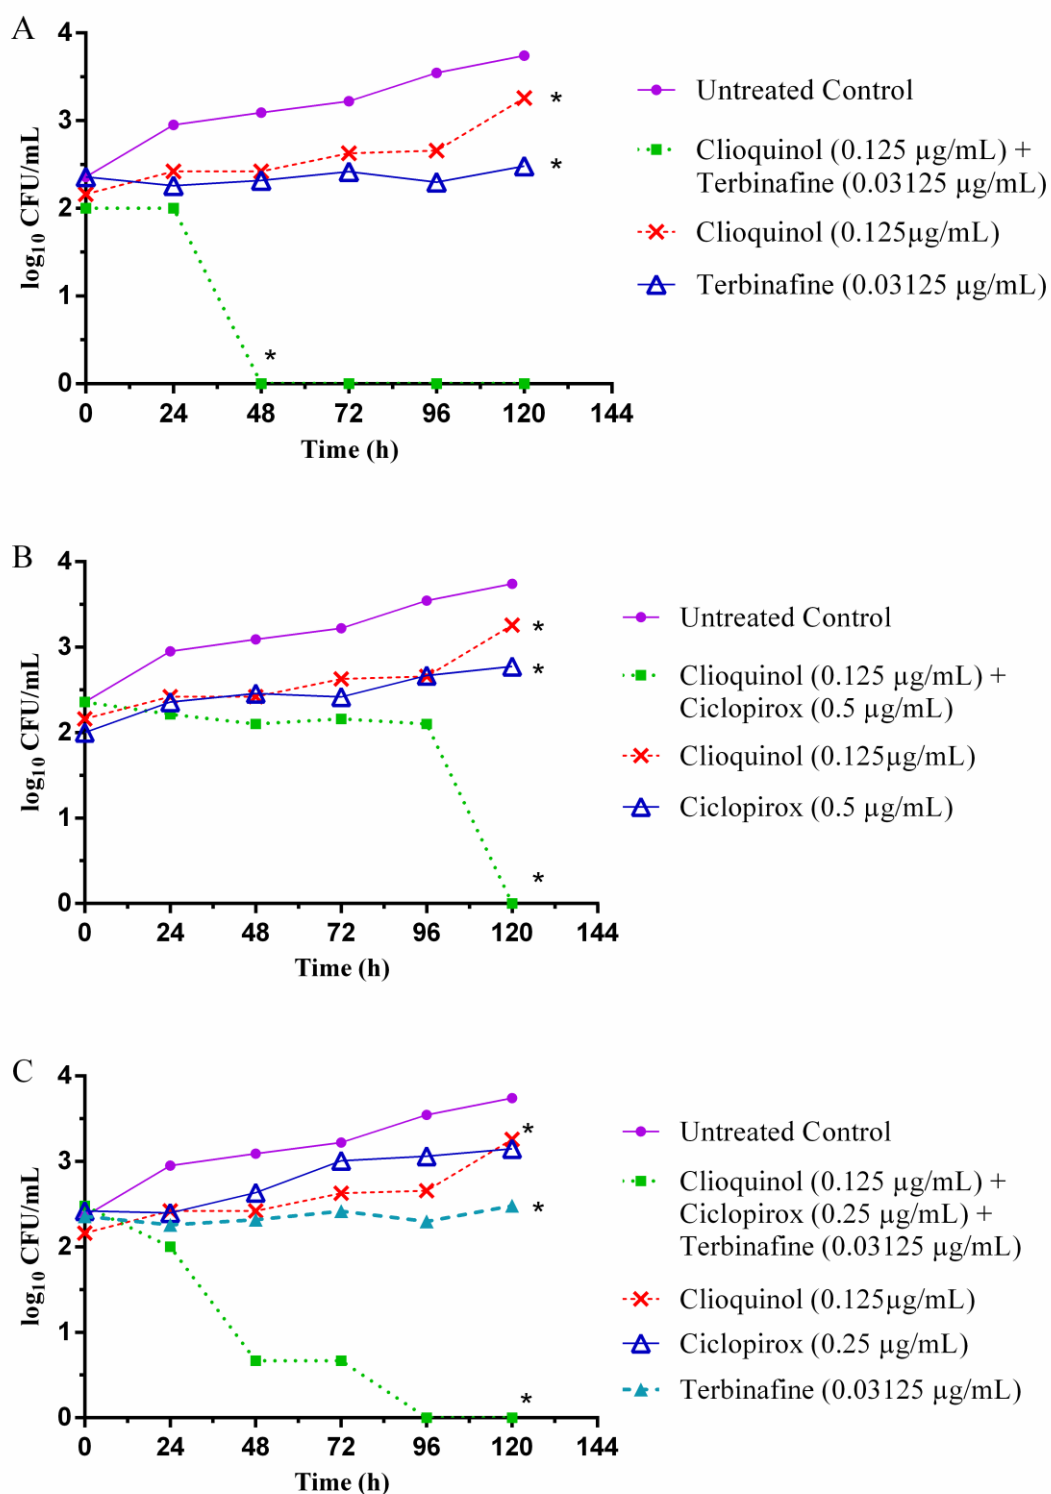 A
4
3
2
1
0
log10 CFU/mL
0 24 48 72 96 120 144
Time (h)
*
*
*
Untreated Control
Clioquinol (0.125 µg/mL) +
Terbinafine (0.03125 µg/mL)
Clioquinol (0.125µg/mL)
Terbinafine (0.03125 µg/mL)
B
4
3
2
1
0
log10 CFU/mL
0 24 48 72 96 120 144
Time (h)
*
*
*
Untreated Control
Clioquinol (0.125 µg/mL) +
Ciclopirox (0.5 µg/mL)
Clioquinol (0.125µg/mL)
Ciclopirox (0.5 µg/mL)
C
4
3
2
1
0
log10 CFU/mL
0 24 48 72 96 120 144
Time (h)
*
*
*
Untreated Control
Clioquinol (0.125 µg/mL) +
Ciclopirox (0.25 µg/mL) +
Terbinafine (0.03125 µg/mL)
Clioquinol (0.125µg/mL)
Ciclopirox (0.25 µg/mL)
Terbinafine (0.03125 µg/mL)